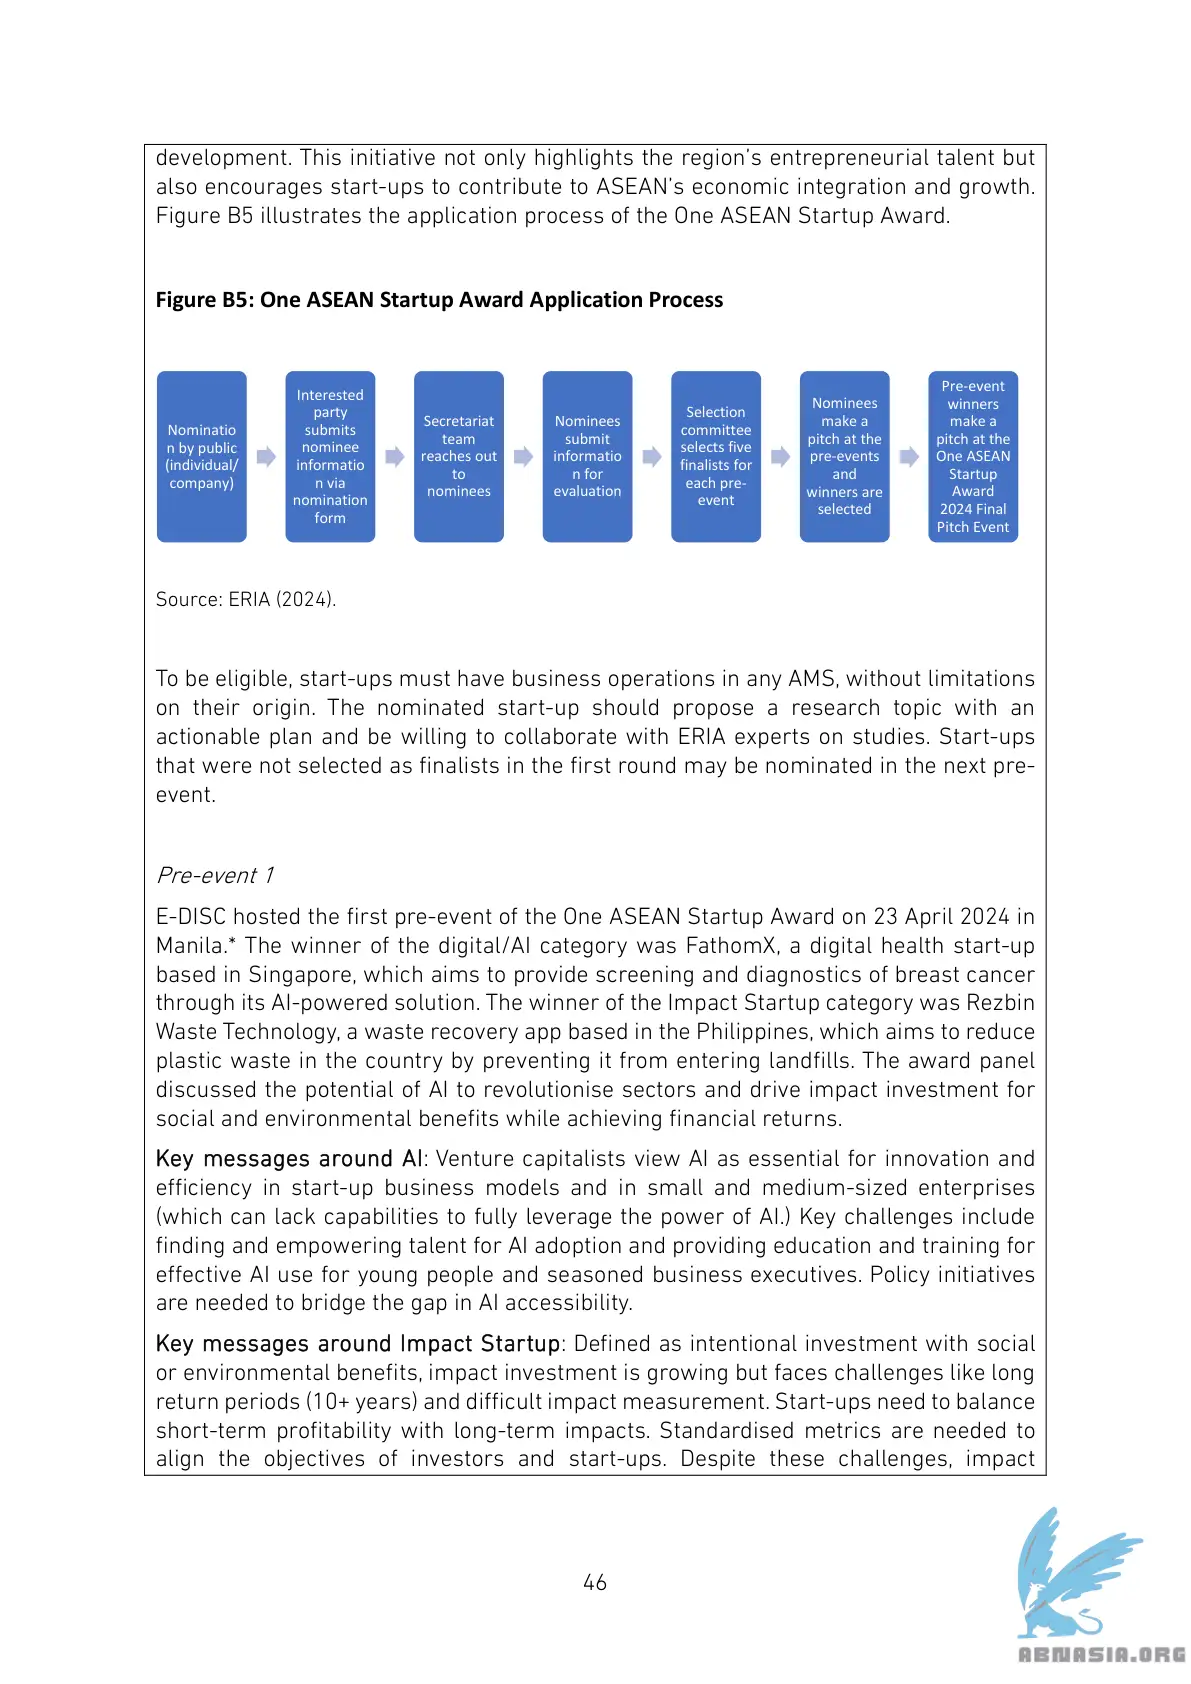 development. This initiative not only highlights the region's entrepreneurial talent but
also encourages start-ups to contribute to ASEAN's economic integration and growth.
Figure B5 illustrates the application process of the One ASEAN Startup Award.
Figure B5: One ASEAN Startup Award Application Process
Nominatio
n by public
(individual/
company)
Interested
party
submits
nominee
informatio
n via
nomination
form
Secretariat
team
reaches out
to
nominees
Nominees
submit
informatio
n for
evaluation
Selection
committee
selects five
finalists for
each pre-
event
Nominees
make a
pitch at the
pre-events
and
winners are
selected
Pre-event
winners
make a
pitch at the
One ASEAN
Startup
Award
2024 Final
Pitch Event
Source: ERIA (2024).
To be eligible, start-ups must have business operations in any AMS, without limitations
on their origin. The nominated start-up should propose a research topic with an
actionable plan and be willing to collaborate with ERIA experts on studies. Start-ups
that were not selected as finalists in the first round may be nominated in the next pre-
event.
Pre-event 1
E-DISC hosted the first pre-event of the One ASEAN Startup Award on 23 April 2024 in
Manila.* The winner of the digital/AI category was FathomX, a digital health start-up
based in Singapore, which aims to provide screening and diagnostics of breast cancer
through its AI-powered solution. The winner of the Impact Startup category was Rezbin
Waste Technology, a waste recovery app based in the Philippines, which aims to reduce
plastic waste in the country by preventing it from entering landfills. The award panel
discussed the potential of AI to revolutionise sectors and drive impact investment for
social and environmental benefits while achieving financial returns.
Key messages around AI: Venture capitalists view AI as essential for innovation and
efficiency in start-up business models and in small and medium-sized enterprises
(which can lack capabilities to fully leverage the power of AI.) Key challenges include
finding and empowering talent for AI adoption and providing education and training for
effective AI use for young people and seasoned business executives. Policy initiatives
are needed to bridge the gap in AI accessibility.
Key messages around Impact Startup: Defined as intentional investment with social
or environmental benefits, impact investment is growing but faces challenges like long
return periods (10+ years) and difficult impact measurement. Start-ups need to balance
short-term profitability with long-term impacts. Standardised metrics are needed to
align the objectives of investors and start-ups. Despite these challenges, impact
46
ABNASIA.ORG